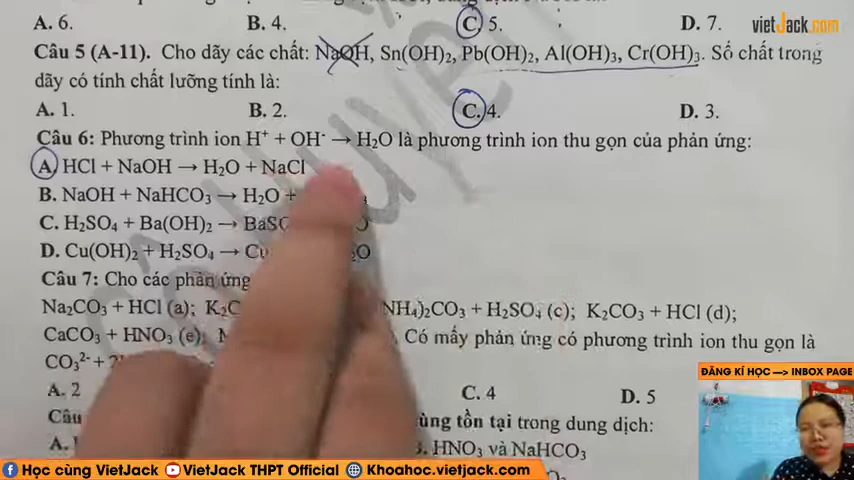 A. 6. B. 4. C. 5. D. 7.
vietJack.com
Câu 5 (A-11). Cho dãy các chất: NaOH, Sn(OH)₂, Pb(OH)₂, Al(OH)₃, Cr(OH)₃. Số chất trong
dãy có tính chất lưỡng tính là:
A. 1. B. 2. C. 4. D. 3.
Câu 6: Phương trình ion H⁺ + OH⁻ → H₂O là phương trình ion thu gọn của phản ứng:
A. HCl + NaOH → H₂O + NaCl
B. NaOH + NaHCO₃ → H₂O +
C. H₂SO₄ + Ba(OH)₂ →
D. Cu(OH)₂ + H₂SO₄ →
Câu 7: Cho các phản ứng
Na₂CO₃ + HCl (a); NH₄)₂CO₃ + H₂SO₄ (c); K₂CO₃ + HCl (d);
CaCO₃ + HNO₃ (e); Có mấy phản ứng có phương trình ion thu gọn là
CO₃²⁻ +
A. 2 C. 4 D. 5
Câu tồn tại trong dung dịch:
HNO₃ và NaHCO₃
ĐĂNG KÍ HỌC —> INBOX PAGE
Học cùng VietJack VietJack THPT Official Khoahoc.vietjack.com